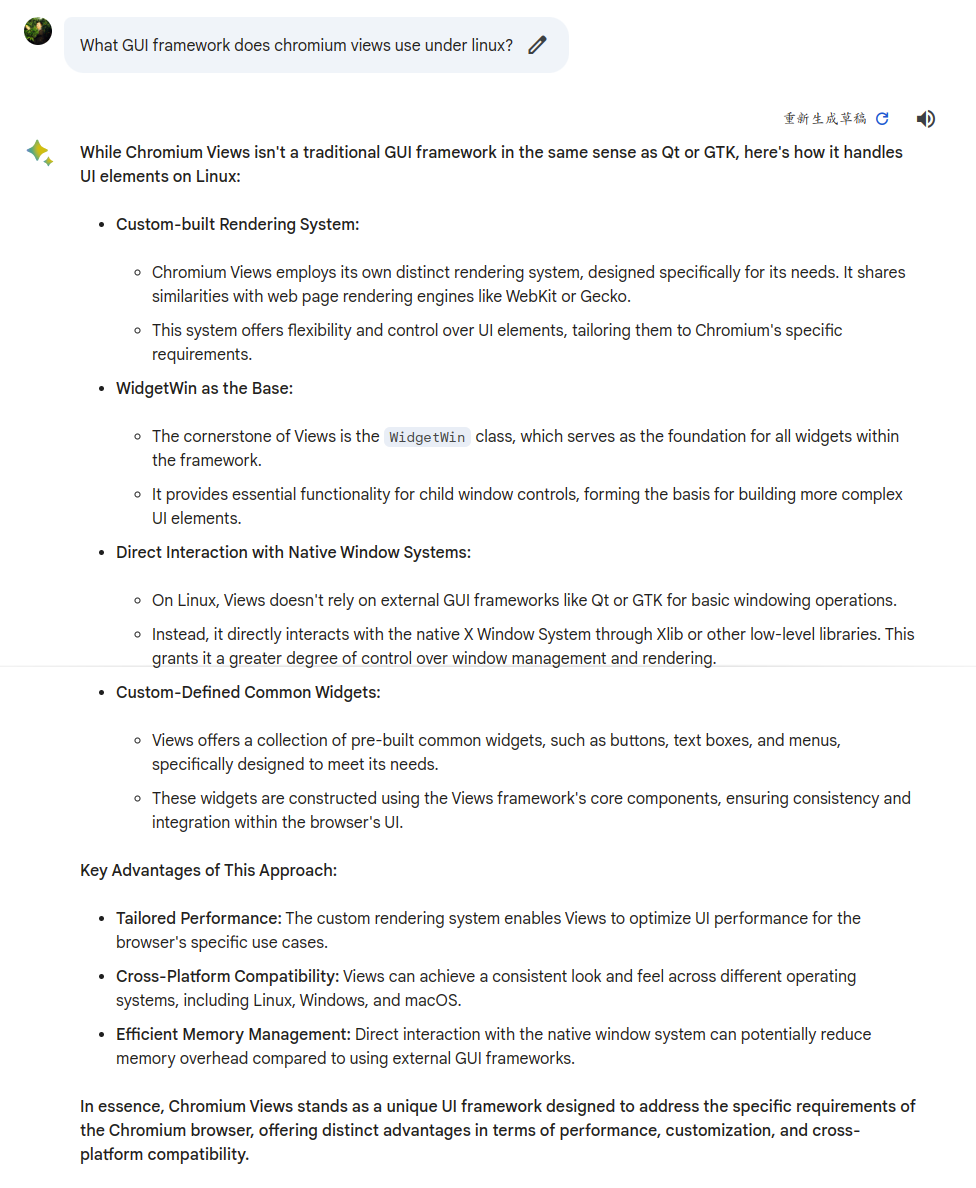 What GUI framework does chromium views use under linux?
重新生成草稿
While Chromium Views isn't a traditional GUI framework in the same sense as Qt or GTK, here's how it handles
UI elements on Linux:
• Custom-built Rendering System:
◦ Chromium Views employs its own distinct rendering system, designed specifically for its needs. It shares
similarities with web page rendering engines like WebKit or Gecko.
◦ This system offers flexibility and control over UI elements, tailoring them to Chromium's specific
requirements.
• WidgetWin as the Base:
◦ The cornerstone of Views is the WidgetWin class, which serves as the foundation for all widgets within
the framework.
◦ It provides essential functionality for child window controls, forming the basis for building more complex
UI elements.
• Direct Interaction with Native Window Systems:
◦ On Linux, Views doesn't rely on external GUI frameworks like Qt or GTK for basic windowing operations.
◦ Instead, it directly interacts with the native X Window System through Xlib or other low-level libraries. This
grants it a greater degree of control over window management and rendering.
• Custom-Defined Common Widgets:
◦ Views offers a collection of pre-built common widgets, such as buttons, text boxes, and menus,
specifically designed to meet its needs.
◦ These widgets are constructed using the Views framework's core components, ensuring consistency and
integration within the browser's UI.
Key Advantages of This Approach:
• Tailored Performance: The custom rendering system enables Views to optimize UI performance for the
browser's specific use cases.
• Cross-Platform Compatibility: Views can achieve a consistent look and feel across different operating
systems, including Linux, Windows, and macOS.
• Efficient Memory Management: Direct interaction with the native window system can potentially reduce
memory overhead compared to using external GUI frameworks.
In essence, Chromium Views stands as a unique UI framework designed to address the specific requirements of
the Chromium browser, offering distinct advantages in terms of performance, customization, and cross-
platform compatibility.